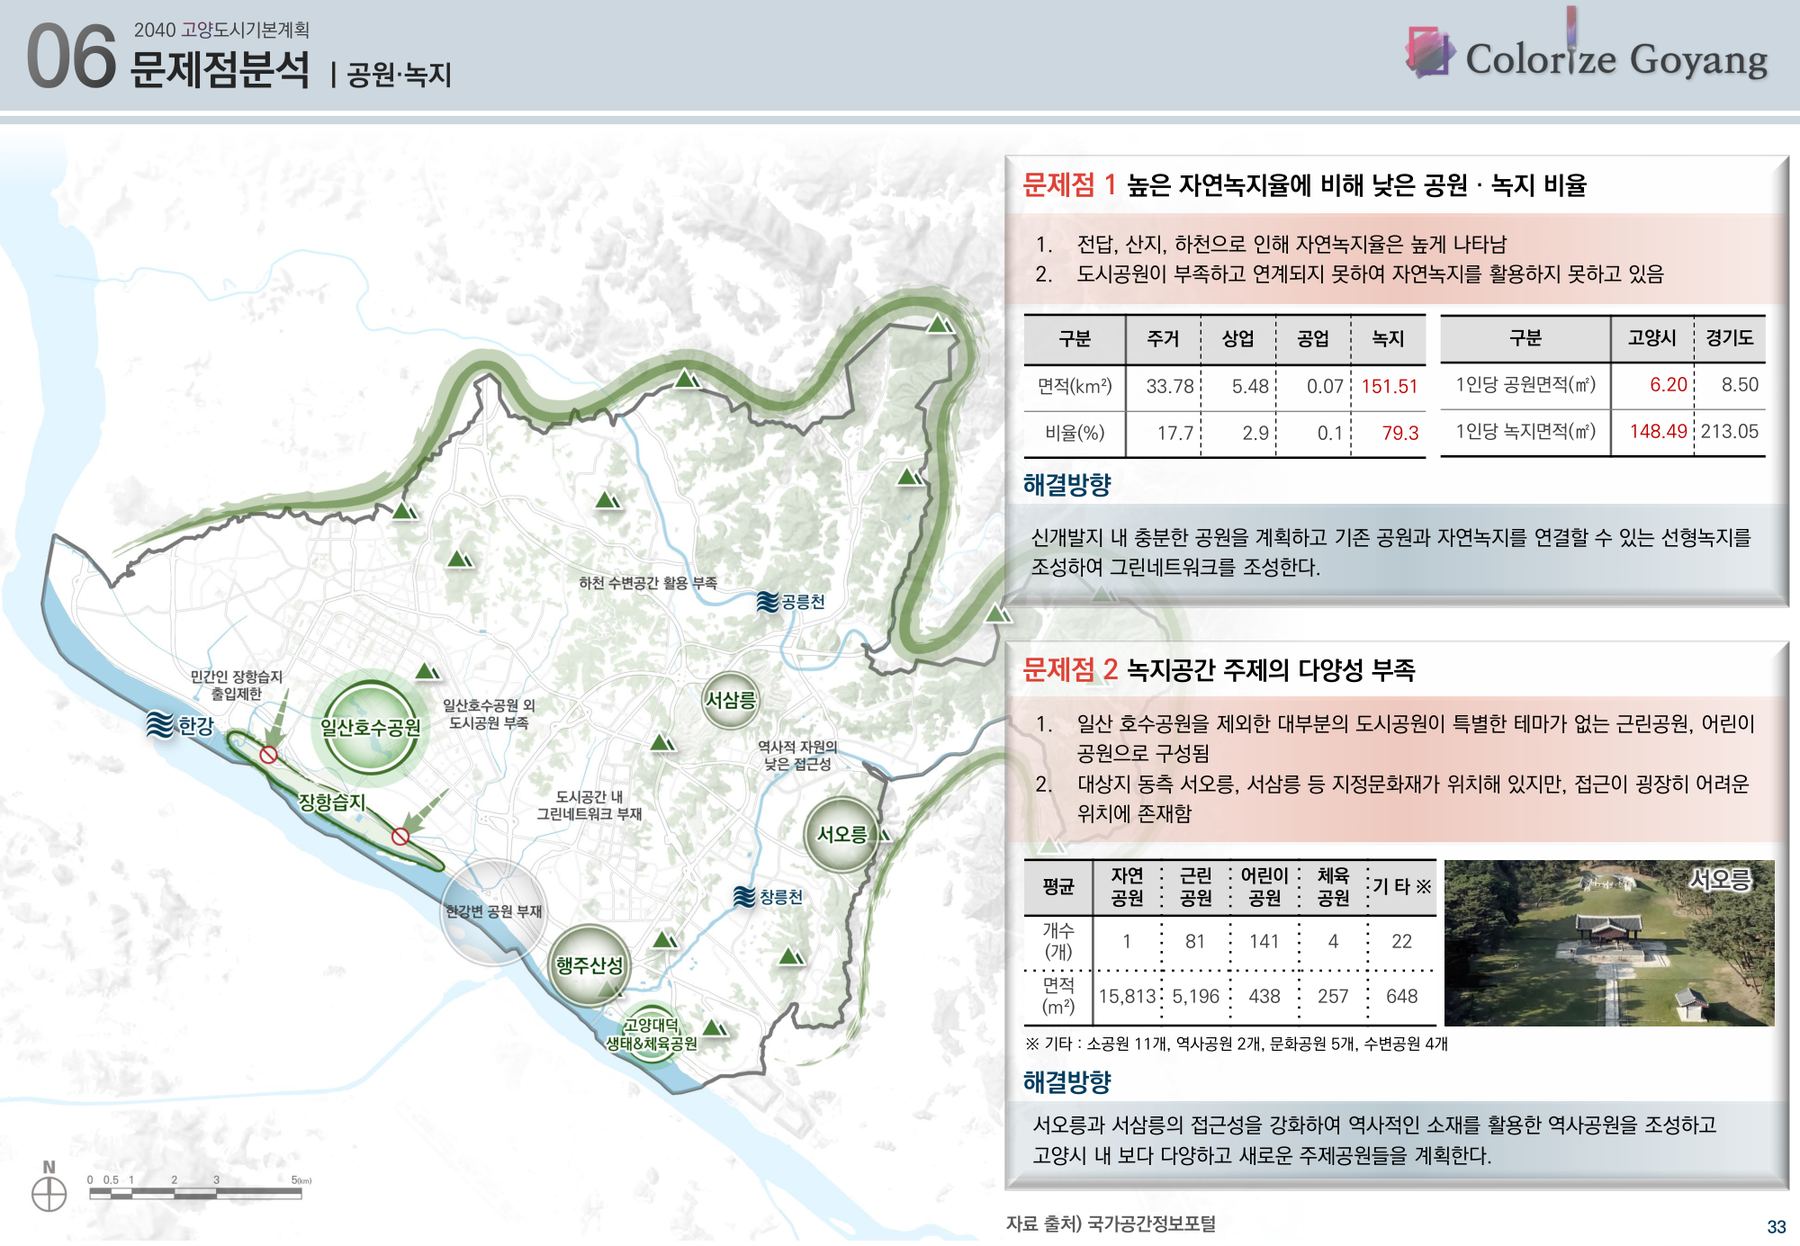 06
2040 고양도시기본계획
문제점분석 | 공원·녹지
Colorize Goyang
문제점 1 높은 자연녹지율에 비해 낮은 공원 · 녹지 비율
1. 전답, 산지, 하천으로 인해 자연녹지율은 높게 나타남
2. 도시공원이 부족하고 연계되지 못하여 자연녹지를 활용하지 못하고 있음
구분 주거 상업 공업 녹지
면적(km²) 33.78 5.48 0.07 151.51
비율(%) 17.7 2.9 0.1 79.3
구분 고양시 경기도
1인당 공원면적(㎡) 6.20 8.50
1인당 녹지면적(㎡) 148.49 213.05
해결방향
신개발지 내 충분한 공원을 계획하고 기존 공원과 자연녹지를 연결할 수 있는 선형녹지를
조성하여 그린네트워크를 조성한다.
문제점 2 녹지공간 주제의 다양성 부족
1. 일산 호수공원을 제외한 대부분의 도시공원이 특별한 테마가 없는 근린공원, 어린이
공원으로 구성됨
2. 대상지 동측 서오릉, 서삼릉 등 지정문화재가 위치해 있지만, 접근이 굉장히 어려운
위치에 존재함
평균 자연 공원 근린 공원 어린이 공원 체육 공원 기 타 ※
개수 (개) 1 81 141 4 22
면적 (m²) 15,813 5,196 438 257 648
서오릉
※ 기타 : 소공원 11개, 역사공원 2개, 문화공원 5개, 수변공원 4개
해결방향
서오릉과 서삼릉의 접근성을 강화하여 역사적인 소재를 활용한 역사공원을 조성하고
고양시 내 보다 다양하고 새로운 주제공원들을 계획한다.
하천 수변공간 활용 부족
공릉천
민간인 장항습지
출입제한
한강
일산호수공원
일산호수공원 외
도시공원 부족
서삼릉
역사적 자원의
낮은 접근성
장항습지
도시공간 내
그린네트워크 부재
서오릉
창릉천
한강변 공원 부재
행주산성
고양대덕
생태&체육공원
N
0 0.5 1 2 3 5(km)
자료 출처) 국가공간정보포털
33